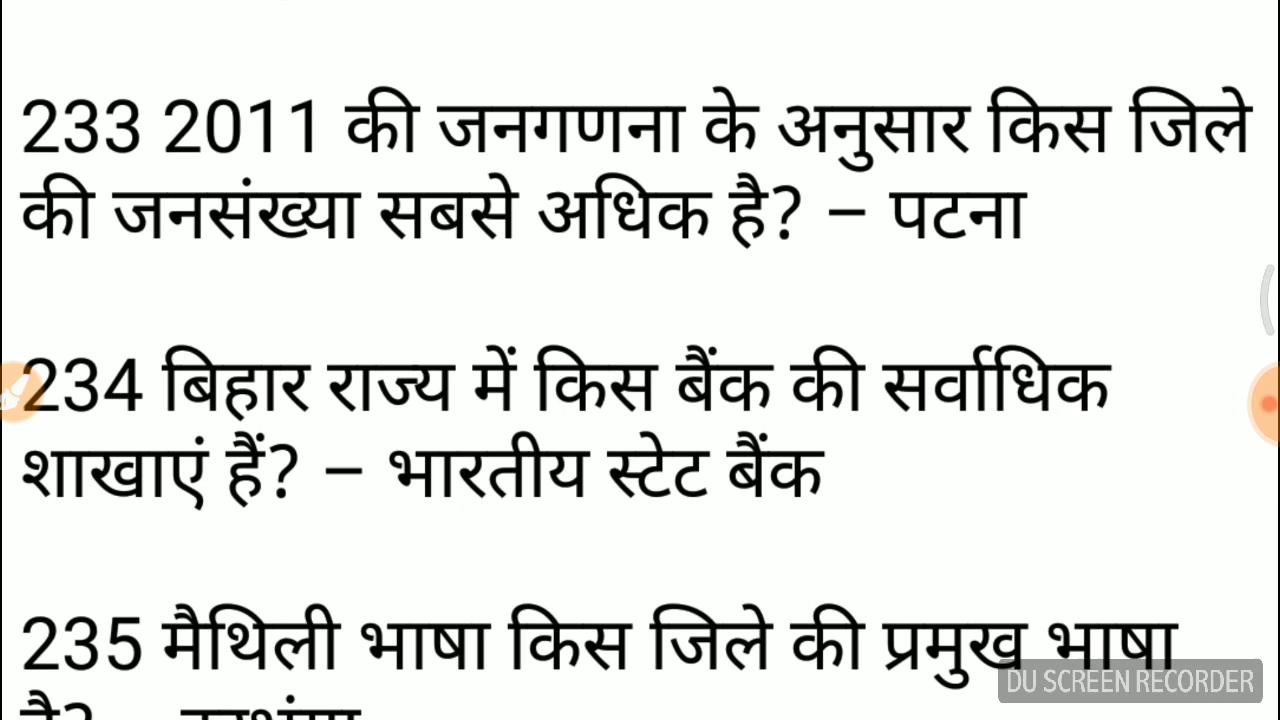 233 2011 की जनगणना के अनुसार किस जिले
की जनसंख्या सबसे अधिक है? – पटना
234 बिहार राज्य में किस बैंक की सर्वाधिक
शाखाएं हैं? – भारतीय स्टेट बैंक
235 मैथिली भाषा किस जिले की प्रमुख भाषा
DU SCREEN RECORDER
है? –